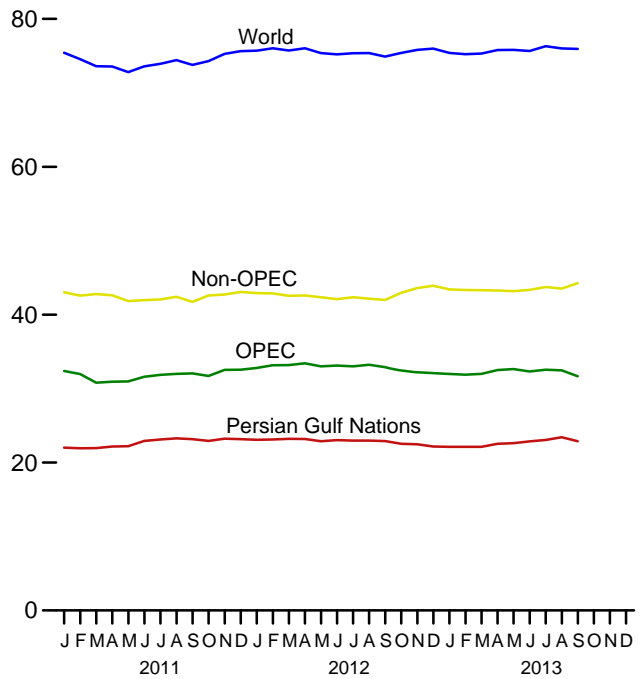 80
World
60
Non-OPEC
40
OPEC
Persian Gulf Nations
20
0
J F M A M J J A S O N D J F M A M J J A S O N D J F M A M J J A S O N D
2011 2012 2013